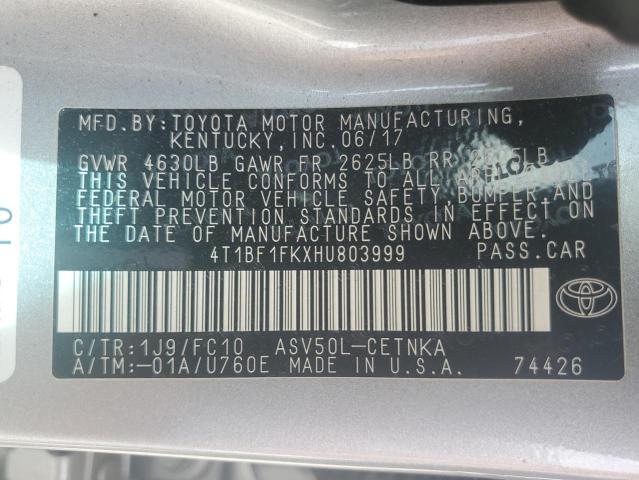 MFD.BY:TOYOTA MOTOR MANUFACTURING,
KENTUCKY,INC.06/17
GVWR 4630LB GAWR FR 2625LB RR
THIS VEHICLE CONFORMS TO ALL APPLICABLE
FEDERAL MOTOR VEHICLE SAFETY,BUMPER,AND
THEFT PREVENTION STANDARDS IN EFFECT ON
THE DATE OF MANUFACTURE SHOWN ABOVE.
4T1BF1FKXHU803999 PASS.CAR
C/TR:1J9/FC10 ASV50L-CETNKA
A/TM:-01A/U760E MADE IN U.S.A. 74426